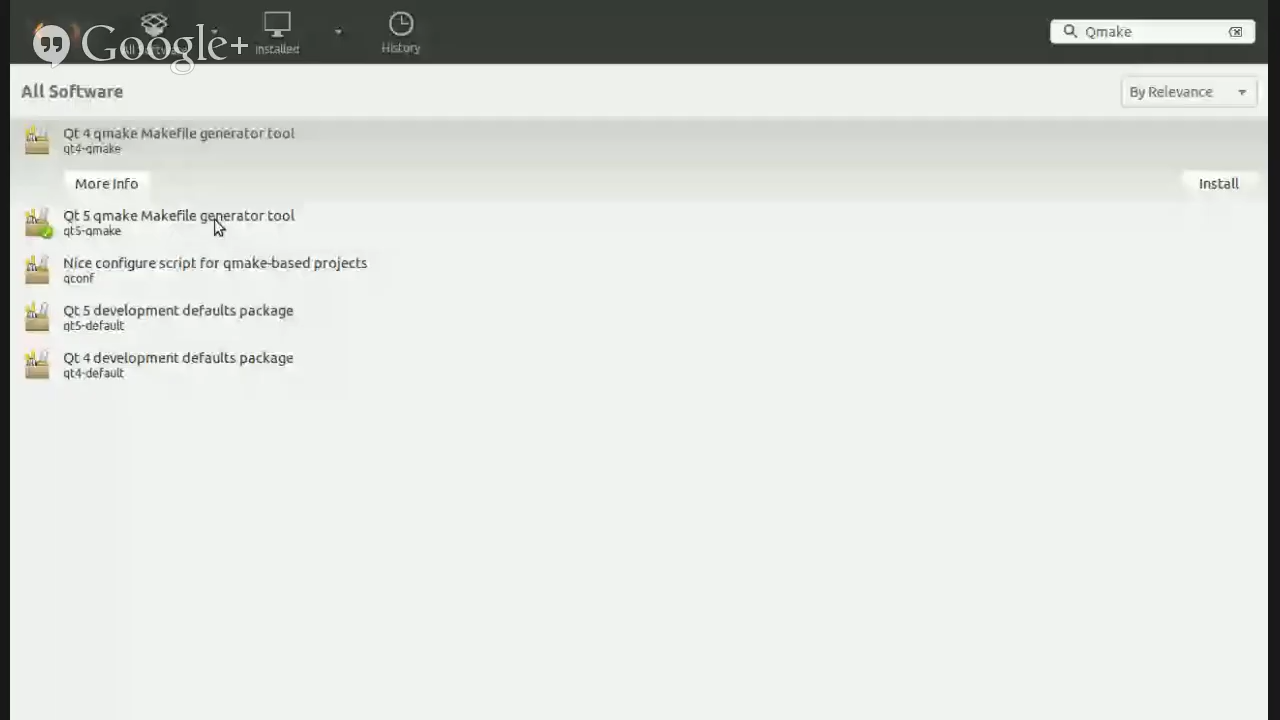 Google+
All Software
Installed
History
Qmake
All Software
By Relevance
Qt 4 qmake Makefile generator tool
qt4-qmake
More Info
Install
Qt 5 qmake Makefile generator tool
qt5-qmake
Nice configure script for qmake-based projects
qconf
Qt 5 development defaults package
qt5-default
Qt 4 development defaults package
qt4-default